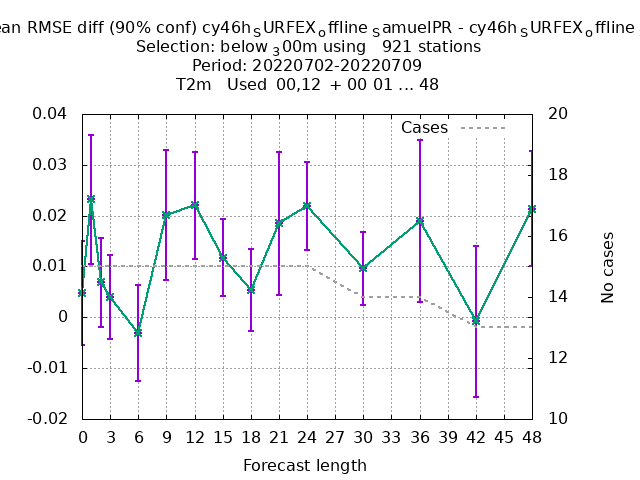 ean RMSE diff (90% conf) cy46h_SURFEX_offline_SamuelPR - cy46h_SURFEX_offline
Selection: below_300m using 921 stations
Period: 20220702-20220709
T2m Used 00,12 + 00 01 ... 48
Cases
0.04
0.03
0.02
0.01
0
-0.01
-0.02
20
18
16
14
12
10
No cases
0 3 6 9 12 15 18 21 24 27 30 33 36 39 42 45 48
Forecast length